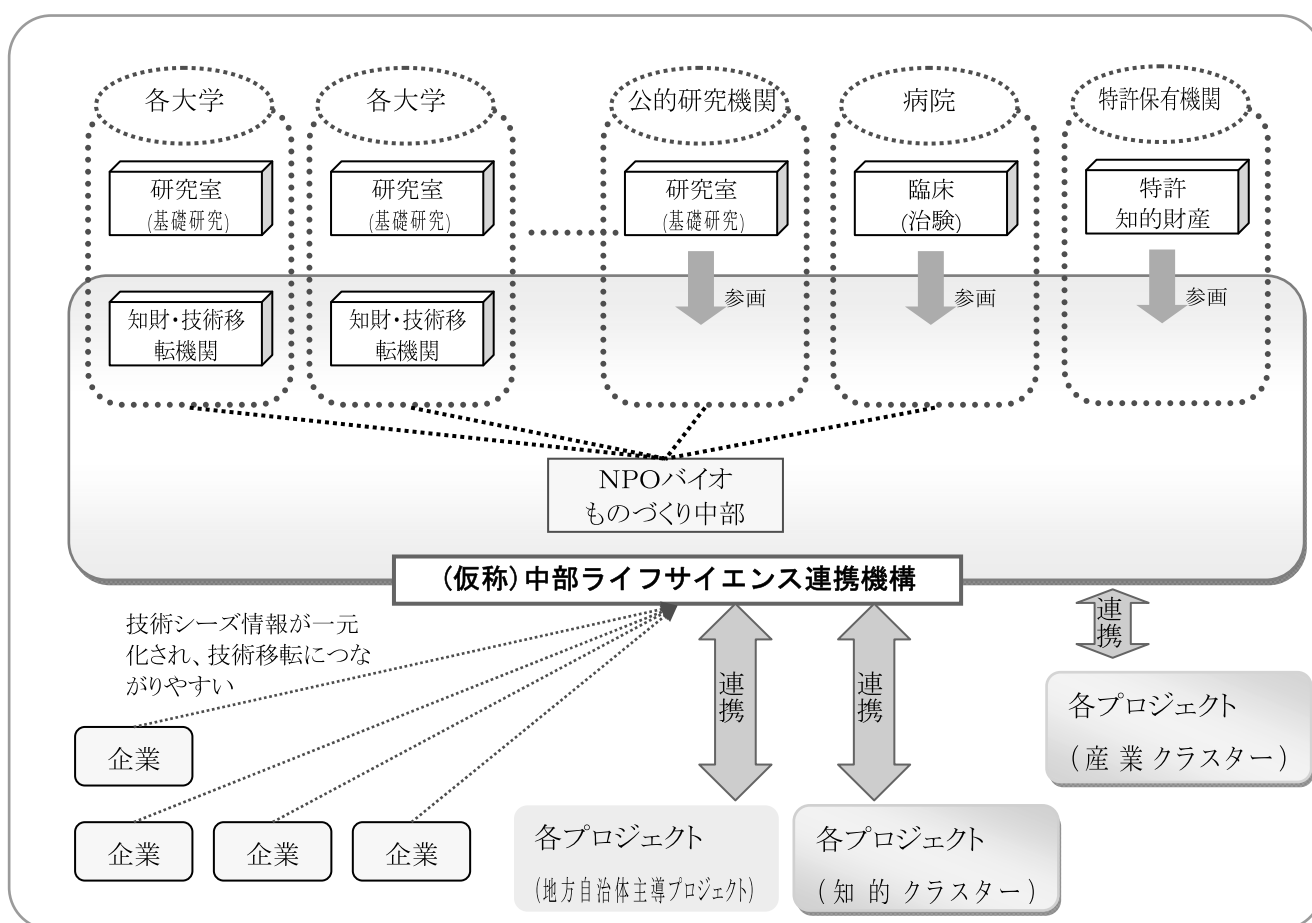 各大学
各大学
公的研究機関
病院
特許保有機関
研究室
(基礎研究)
研究室
(基礎研究)
研究室
(基礎研究)
臨床
(治験)
特許
知的財産
参画
参画
参画
知財・技術移
転機関
知財・技術移
転機関
NPOバイオ
ものづくり中部
(仮称)中部ライフサイエンス連携機構
技術シーズ情報が一元
化され、技術移転につな
がりやすい
連携
連携
連携
企業
企業
企業
企業
各プロジェクト
(地方自治体主導プロジェクト)
各プロジェクト
(知的クラスター)
各プロジェクト
(産業クラスター)